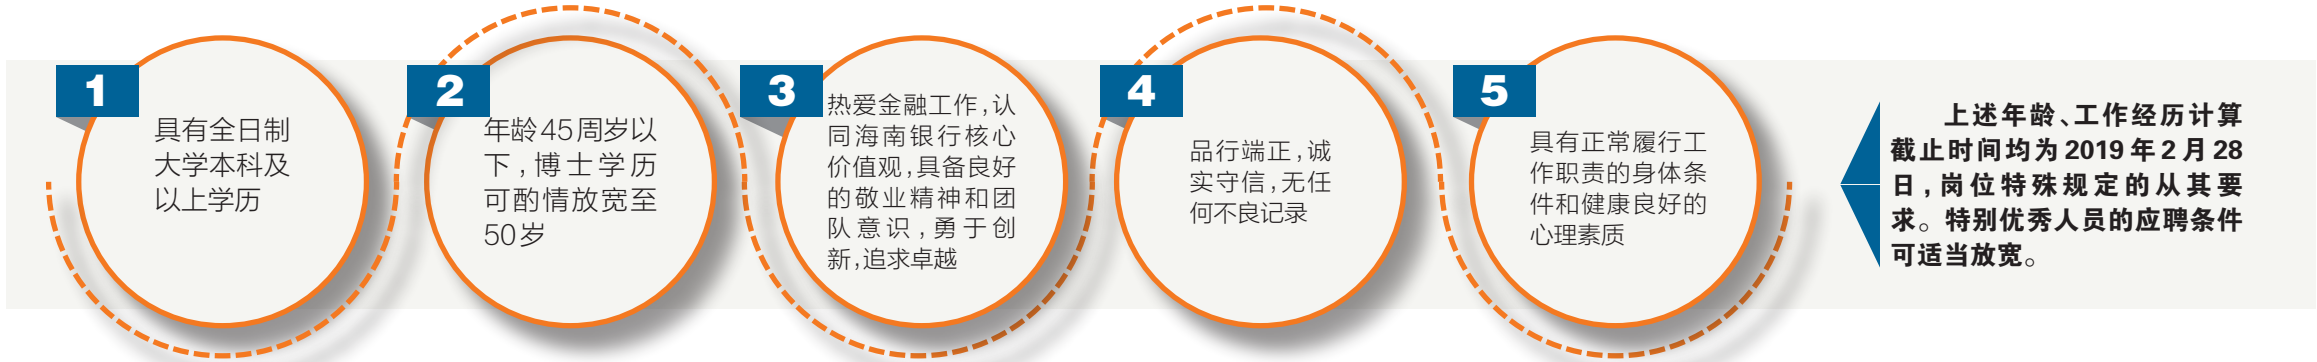 1
具有全日制
大学本科及
以上学历
2
年龄45周岁以
下，博士学历
可酌情放宽至
50岁
3
热爱金融工作，认
同海南银行核心
价值观，具备良好
的敬业精神和团
队意识，勇于创
新，追求卓越
4
品行端正，诚
实守信，无任
何不良记录
5
具有正常履行工
作职责的身体条
件和健康良好的
心理素质
上述年龄、工作经历计算
截止时间均为2019年2月28
日，岗位特殊规定的从其要
求。特别优秀人员的应聘条件
可适当放宽。